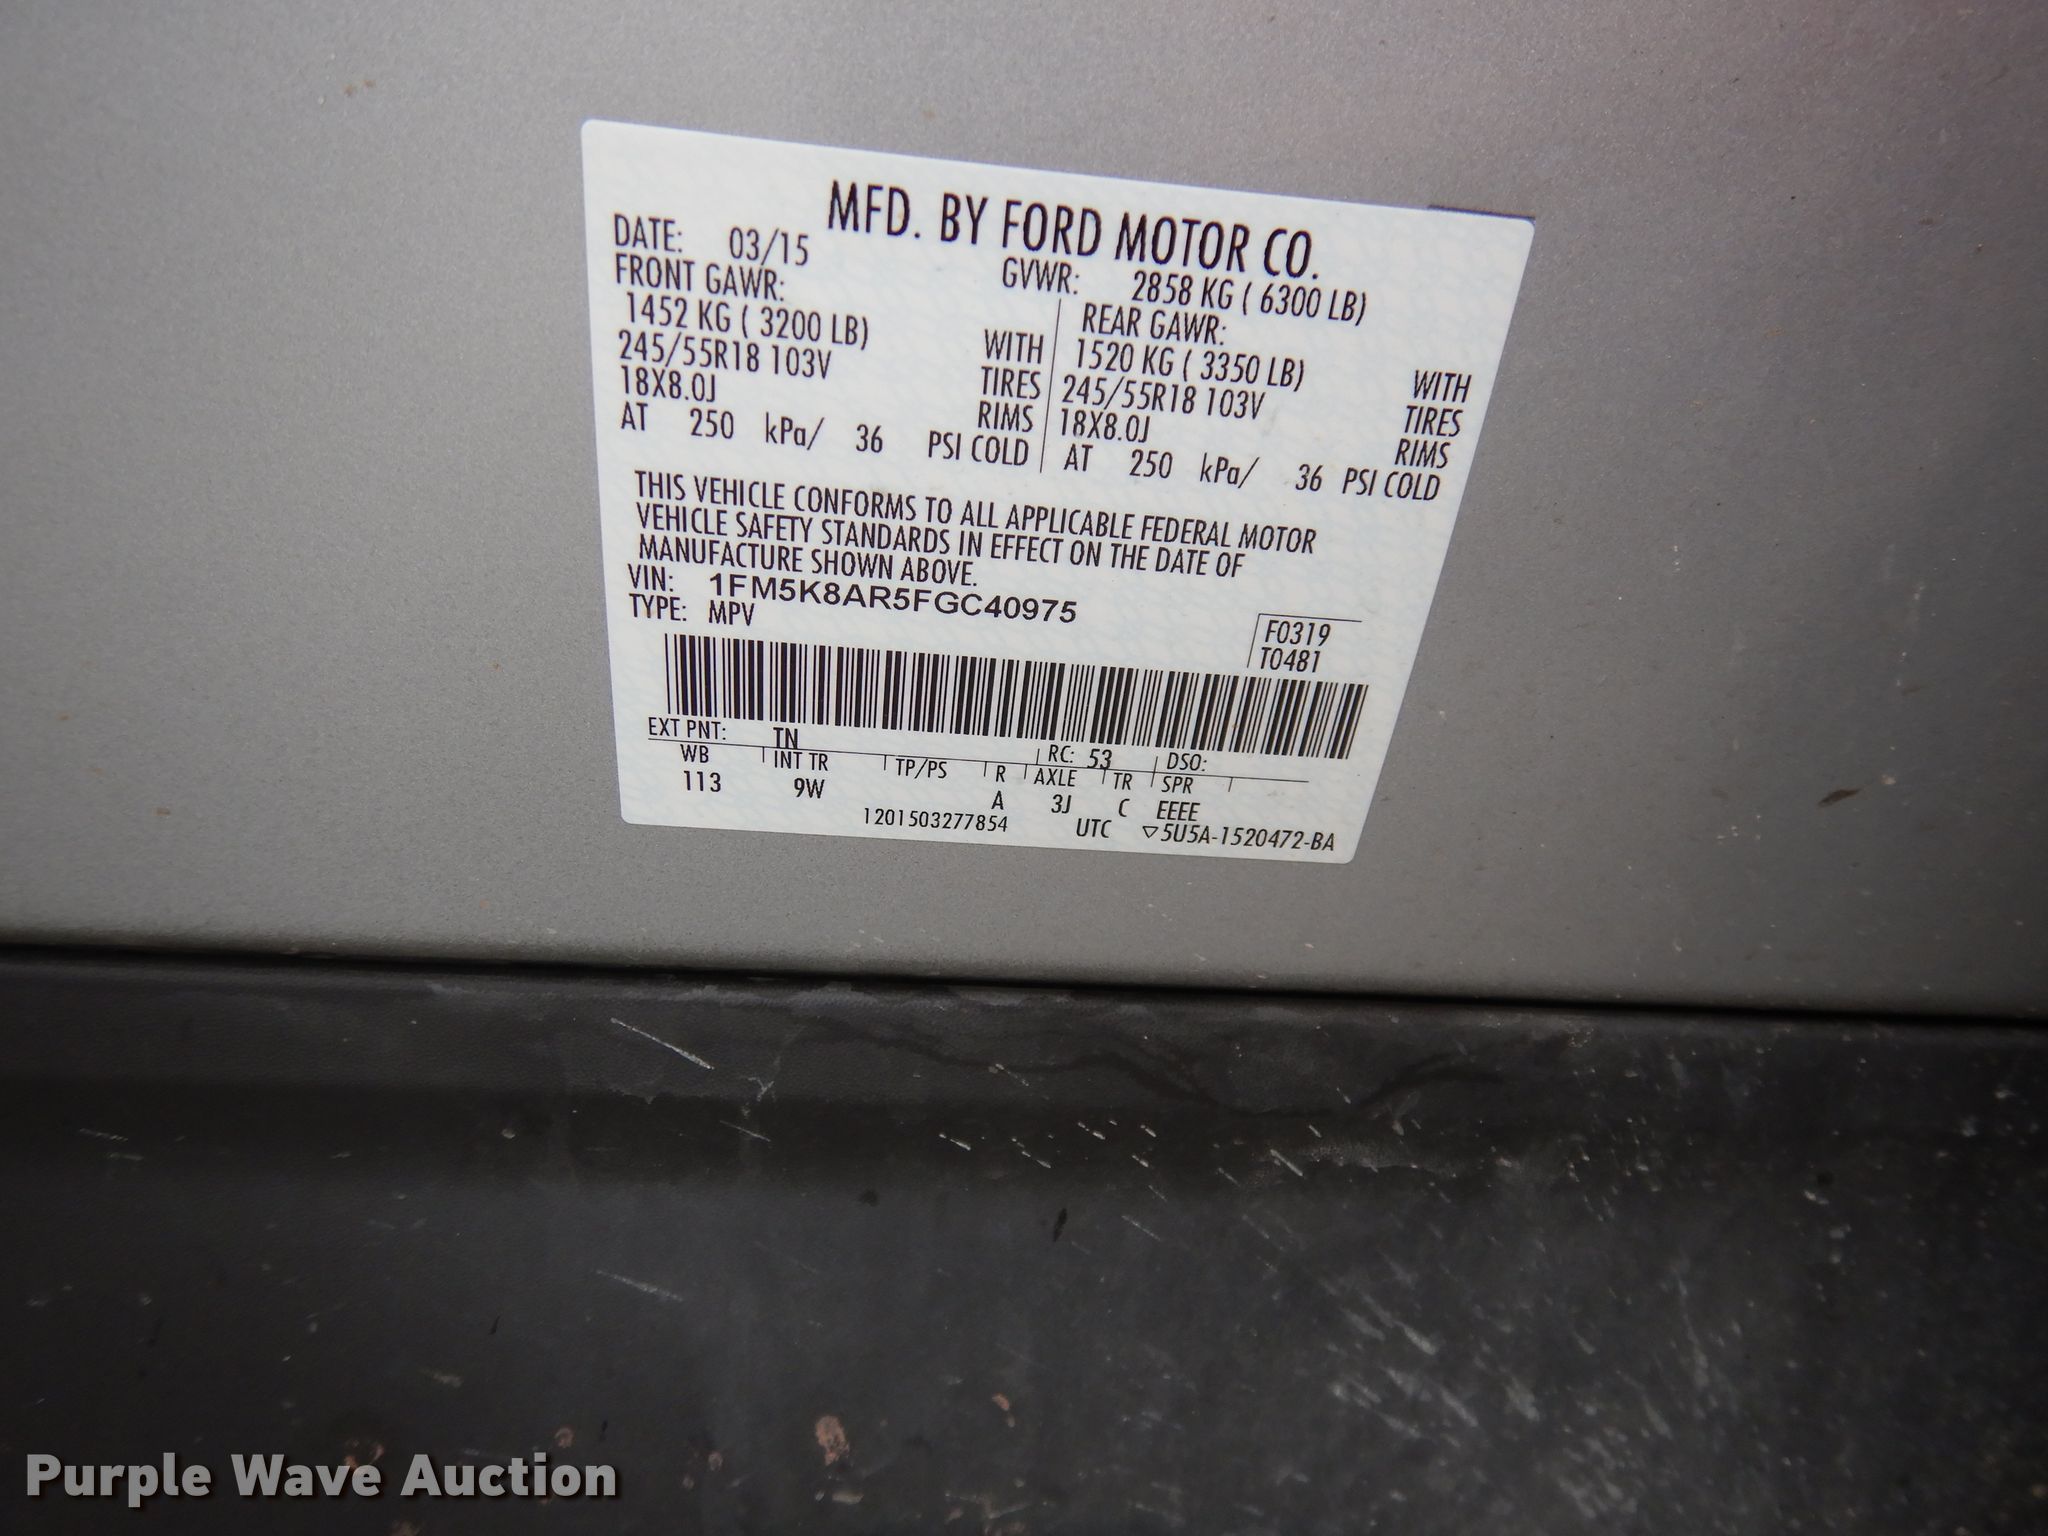 MFD. BY FORD MOTOR CO.
DATE: 03/15
GVWR: 2858 KG ( 6300 LB)
FRONT GAWR:
1452 KG ( 3200 LB) WITH
245/55R18 103V TIRES
18X8.0J RIMS
AT 250 kPa/ 36 PSI COLD
REAR GAWR:
1520 KG ( 3350 LB) WITH
245/55R18 103V TIRES
18X8.0J RIMS
AT 250 kPa/ 36 PSI COLD
THIS VEHICLE CONFORMS TO ALL APPLICABLE FEDERAL MOTOR
VEHICLE SAFETY STANDARDS IN EFFECT ON THE DATE OF
MANUFACTURE SHOWN ABOVE.
VIN: 1FM5K8AR5FGC40975
TYPE: MPV
F0319
T0481
EXT PNT: TN RC: 53 DSO:
WB INT TR TP/PS R AXLE TR SPR
113 9W A 3J C EEEE
1201503277854 UTC ▽5U5A-1520472-BA
Purple Wave Auction